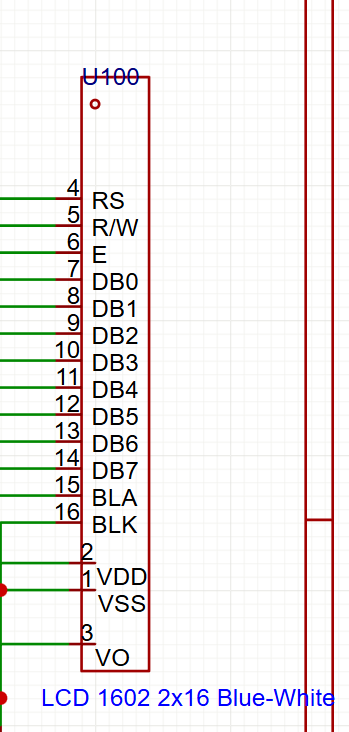 U100
4 RS
5 R/W
6 E
7 DB0
8 DB1
9 DB2
10 DB3
11 DB4
12 DB5
13 DB6
14 DB7
15 BLA
16 BLK
2 VDD
1 VSS
3 VO
LCD 1602 2x16 Blue-White